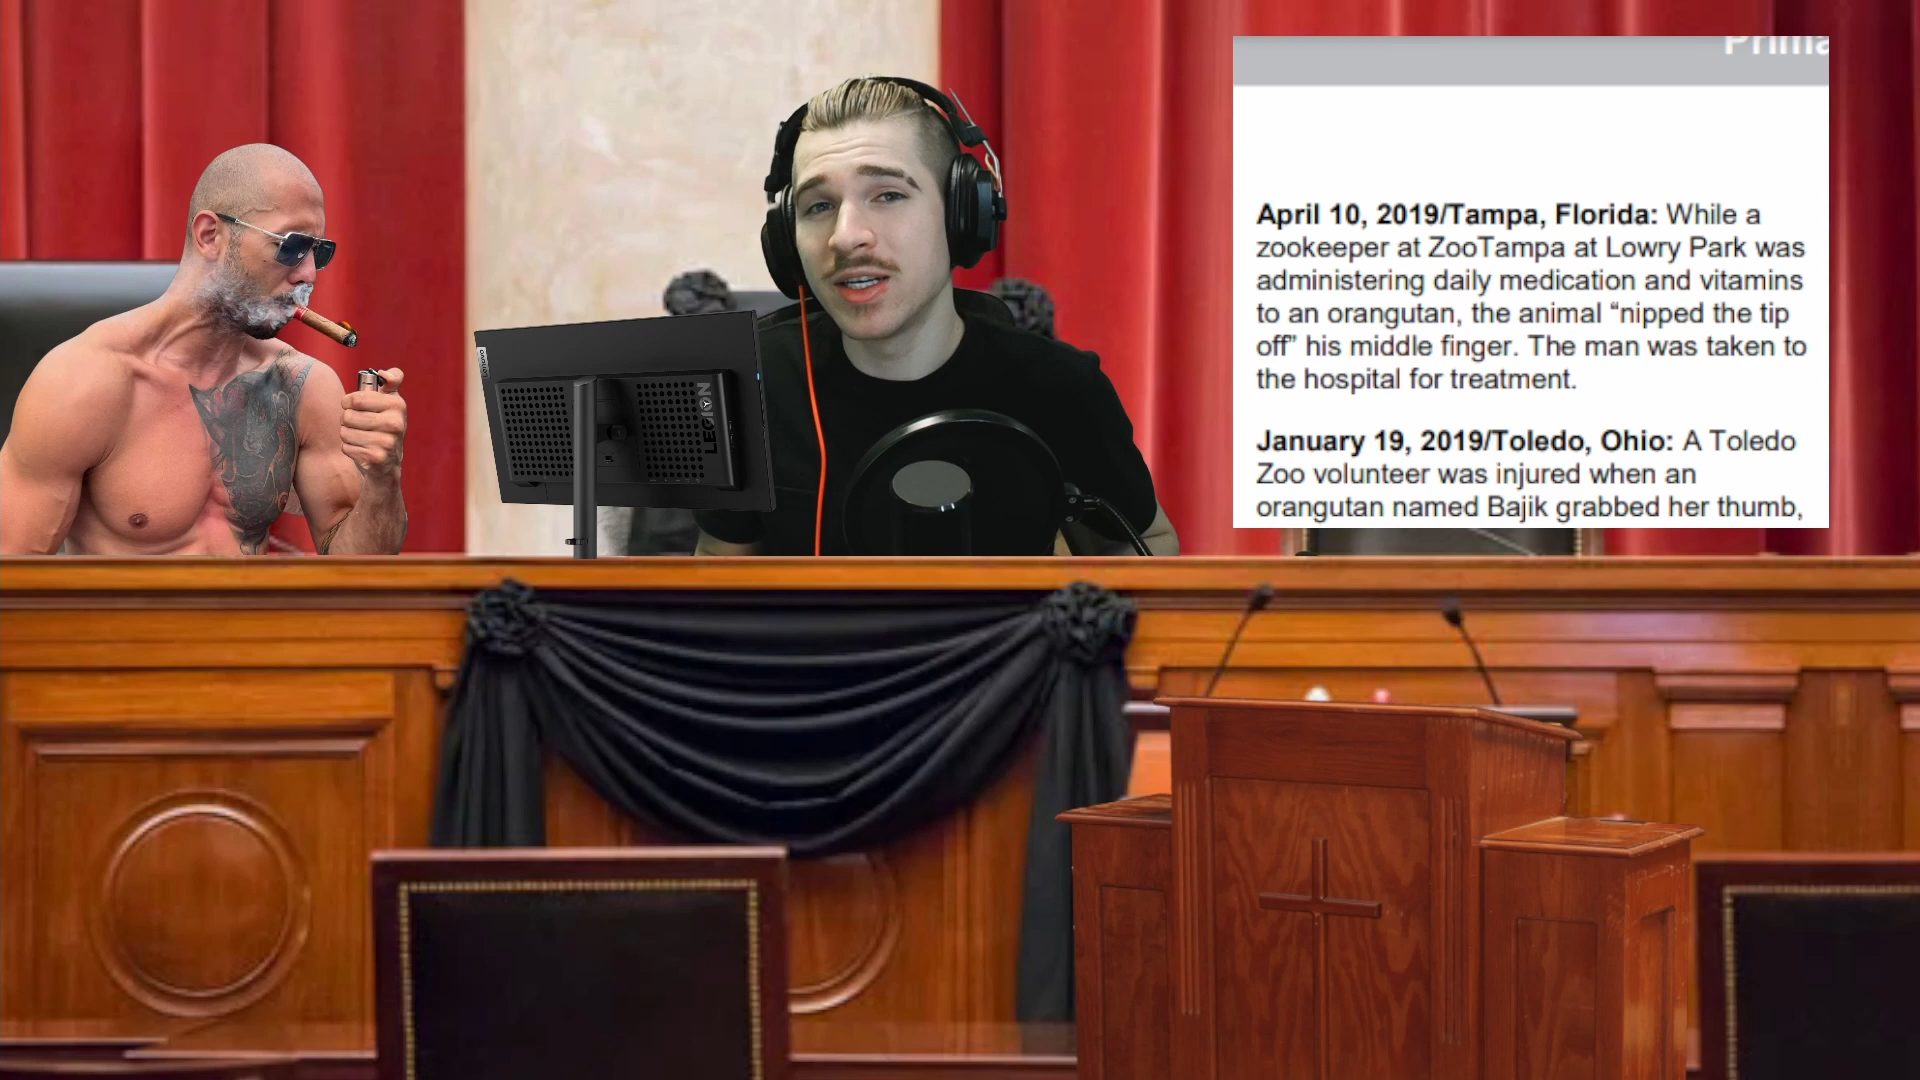 Prima
April 10, 2019/Tampa, Florida: While a
zookeeper at ZooTampa at Lowry Park was
administering daily medication and vitamins
to an orangutan, the animal “nipped the tip
off” his middle finger. The man was taken to
the hospital for treatment.
January 19, 2019/Toledo, Ohio: A Toledo
Zoo volunteer was injured when an
orangutan named Bajik grabbed her thumb,
LEGION
Lenovo